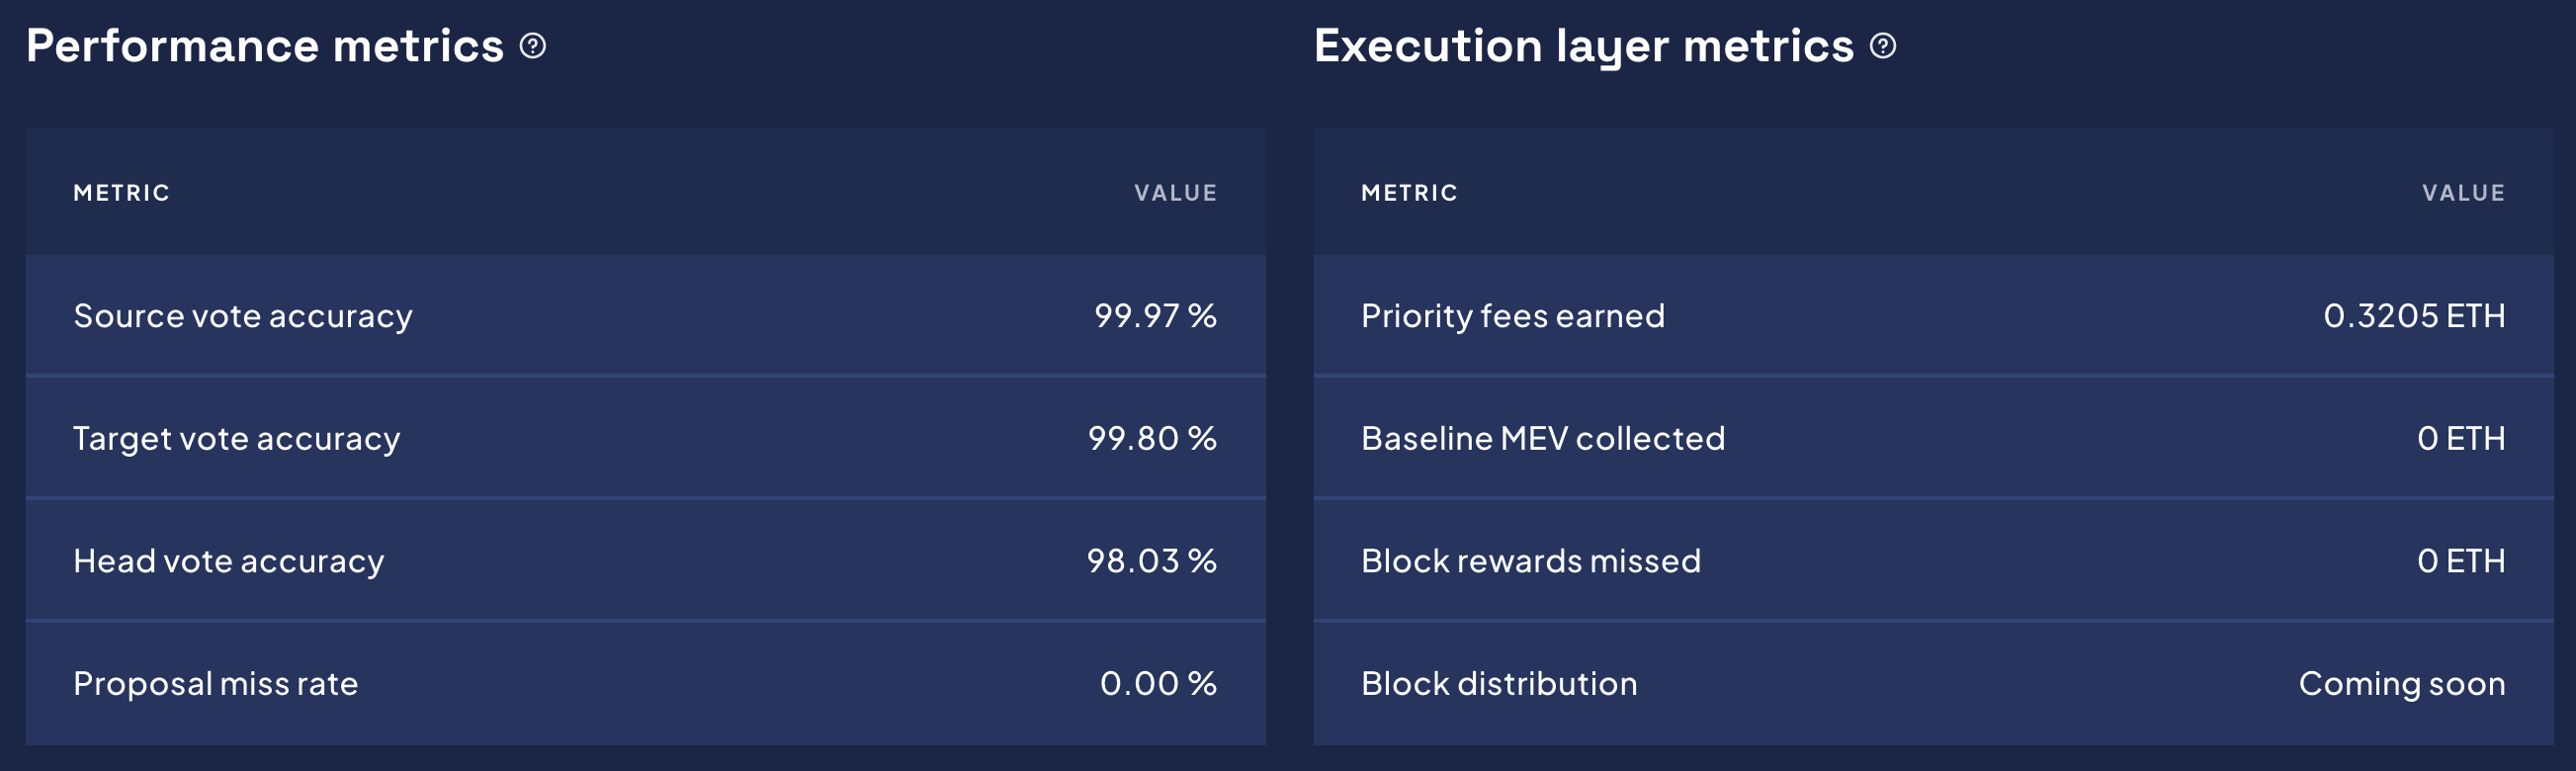 Performance metrics
METRIC VALUE
Source vote accuracy 99.97 %
Target vote accuracy 99.80 %
Head vote accuracy 98.03 %
Proposal miss rate 0.00 %
Execution layer metrics
METRIC VALUE
Priority fees earned 0.3205 ETH
Baseline MEV collected 0 ETH
Block rewards missed 0 ETH
Block distribution Coming soon